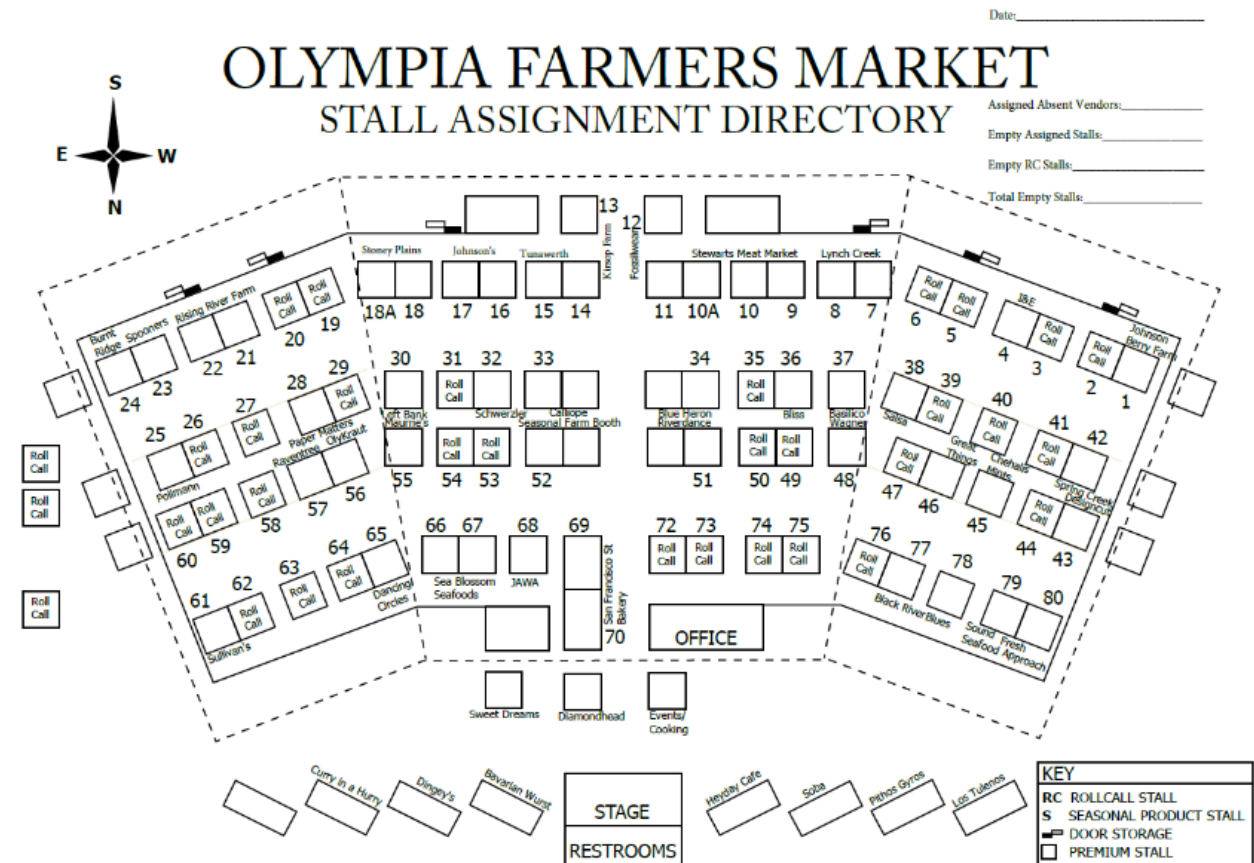 Date:
OLYMPIA FARMERS MARKET
STALL ASSIGNMENT DIRECTORY
Assigned Absent Vendors:
Empty Assigned Stalls:
Empty RC Stalls:
Total Empty Stalls:
S
E W
N
13
12
Kirsop Farm
Fossilwear
Stoney Plains
Johnson's
Tunawerth
Stewarts Meat Market
Lynch Creek
18A 18 17 16 15 14 11 10A 10 9 8 7
Burnt
Ridge
Spooners
Rising River Farm
Roll Call
Roll Call
24 23 22 21 20 19
Roll Call
Roll Call
I&E
Roll Call
Roll Call
Johnson
Berry Farm
6 5 4 3 2 1
25 26 27 28 29
Roll Call
Roll Call
Roll Call
Pollmann
Paper Matters
30 31 32 33 34 35 36 37
Roll Call
Roll Call
Left Bank
Schwerzler
Calliope
Blue Heron
Bliss
Basilico
38 39 40 41 42
Roll Call
Roll Call
Roll Call
Salsa
Great
Things
Chehalis
Mints
Spring Creek
Raventree
OlyKraut
Roll Call
Roll Call
Roll Call
60 59 58 57 56
Maurne's
Seasonal Farm Booth
Riverdance
Wagner
Roll Call
Roll Call
Roll Call
Roll Call
55 54 53 52 51 50 49 48
Designcut
Roll Call
47 46 45 44 43
Roll Call
Roll Call
Roll Call
61 62 63 64 65
Roll Call
Roll Call
Roll Call
Sullivan's
Dancing
Circles
66 67 68 69 72 73 74 75
Roll Call
Roll Call
Roll Call
Roll Call
Sea Blossom
Seafoods
JAWA
San Francisco St
Bakery
70
OFFICE
76 77 78 79 80
Roll Call
Black River Blues
Sound
Seafood
Fresh
Approach
Sweet Dreams
Diamondhead
Events/
Cooking
Curry in a Hurry
Dingey's
Bavarian Wurst
STAGE
RESTROOMS
Heyday Cafe
Soba
Pithos Gyros
Los Tulenos
KEY
RC ROLLCALL STALL
S SEASONAL PRODUCT STALL
DOOR STORAGE
PREMIUM STALL